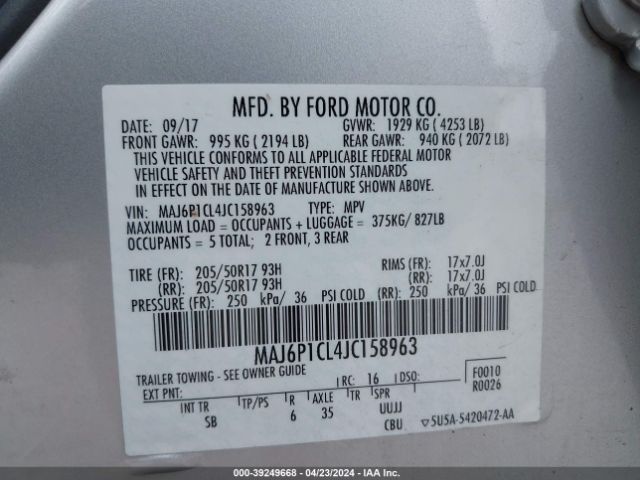 MFD. BY FORD MOTOR CO.
DATE: 09/17 GVWR: 1929 KG ( 4253 LB)
FRONT GAWR: 995 KG ( 2194 LB) REAR GAWR: 940 KG ( 2072 LB)
THIS VEHICLE CONFORMS TO ALL APPLICABLE FEDERAL MOTOR
VEHICLE SAFETY AND THEFT PREVENTION STANDARDS
IN EFFECT ON THE DATE OF MANUFACTURE SHOWN ABOVE.
VIN: MAJ6P1CL4JC158963 TYPE: MPV
MAXIMUM LOAD = OCCUPANTS + LUGGAGE = 375KG/ 827LB
OCCUPANTS = 5 TOTAL; 2 FRONT, 3 REAR
TIRE (FR): 205/50R17 93H RIMS (FR): 17x7.0J
(RR): 205/50R17 93H (RR): 17x7.0J
PRESSURE (FR): 250 kPa/ 36 PSI COLD (RR): 250 kPa/ 36 PSI COLD
MAJ6P1CL4JC158963
TRAILER TOWING - SEE OWNER GUIDE
EXT PNT: RC: 16 DSO: F0010
R0026
INT TR TP/PS R AXLE TR SPR
SB 6 35 UUJJ
CBU ▽5U5A-5420472-AA
000-39249668 - 04/23/2024 - IAA Inc.